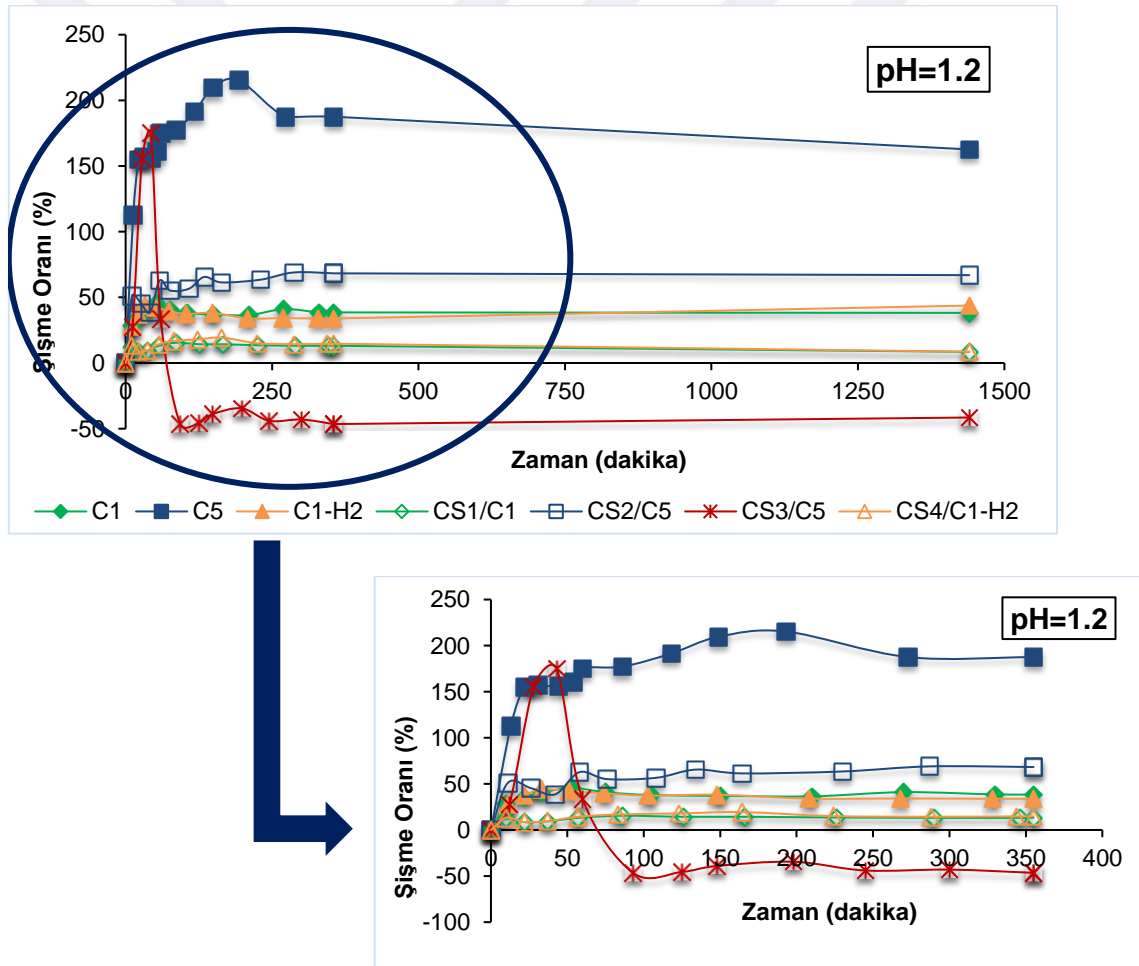 pH=1.2
250
200
150
100
50
0
-50
Şişme Oranı (%)
0 250 500 750 1000 1250 1500
Zaman (dakika)
C1 C5 C1-H2 CS1/C1 CS2/C5 CS3/C5 CS4/C1-H2
pH=1.2
250
200
150
100
50
0
-50
-100
Şişme Oranı (%)
0 50 100 150 200 250 300 350 400
Zaman (dakika)